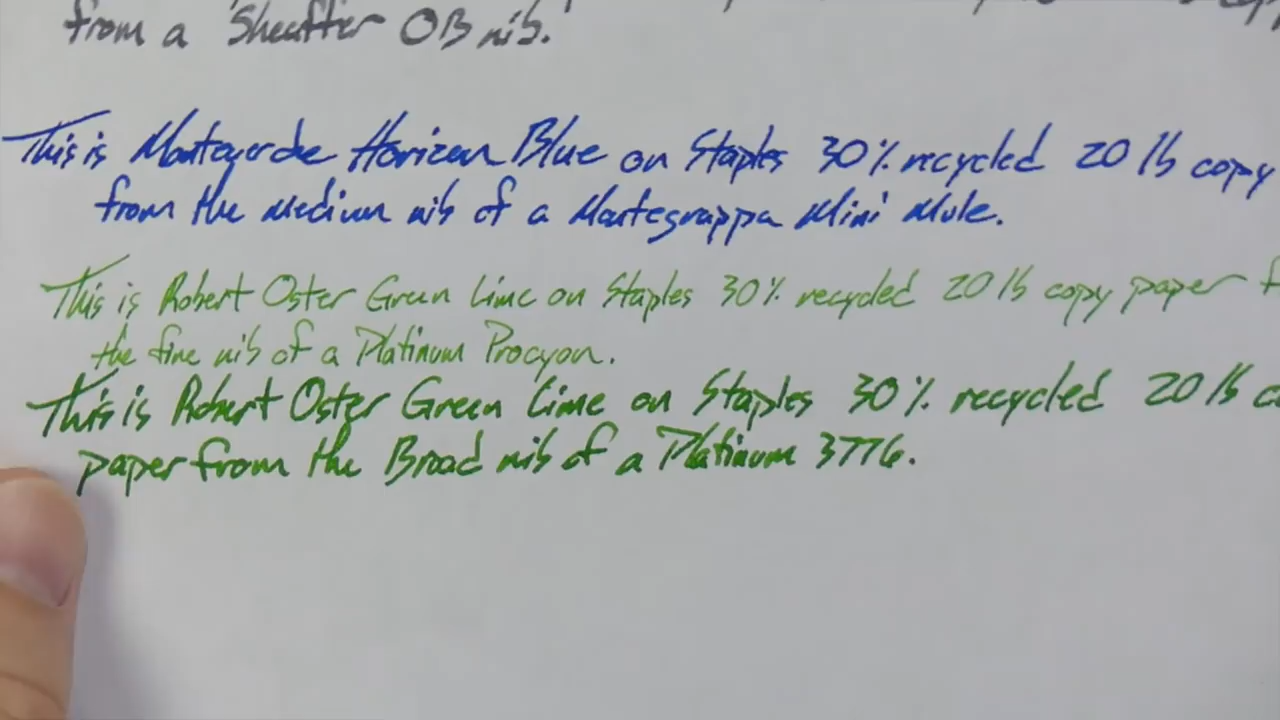 from a Sheaffer OB nib.
This is Monteverde Horizon Blue on Staples 30% recycled 20 lb copy
from the medium nib of a Montegrappa Mini Mule.
This is Robert Oster Green Lime on Staples 30% recycled 20 lb copy paper f
the fine nib of a Platinum Procyon.
This is Robert Oster Green Lime on Staples 30% recycled 20 lb c
paper from the Broad nib of a Platinum 3776.